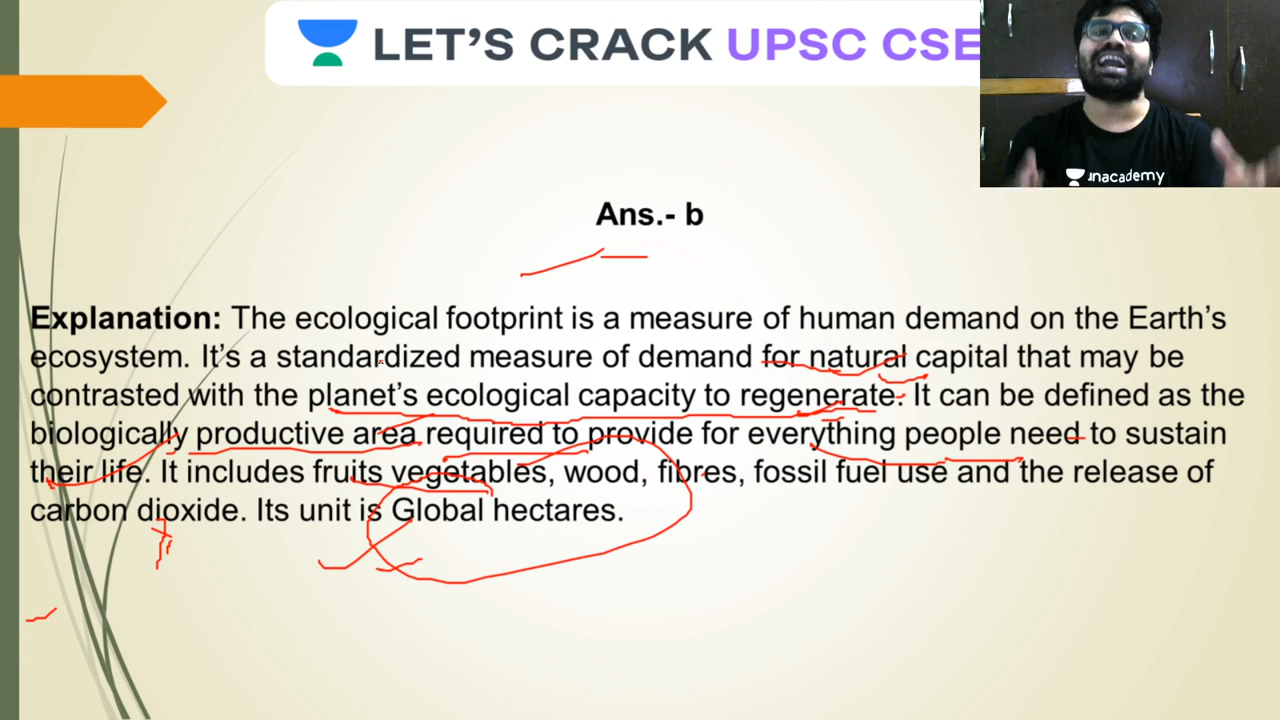 LET'S CRACK UPSC CSE
unacademy
Ans.- b
Explanation: The ecological footprint is a measure of human demand on the Earth's
ecosystem. It's a standardized measure of demand for natural capital that may be
contrasted with the planet's ecological capacity to regenerate. It can be defined as the
biologically productive area required to provide for everything people need to sustain
their life. It includes fruits vegetables, wood, fibres, fossil fuel use and the release of
carbon dioxide. Its unit is Global hectares.